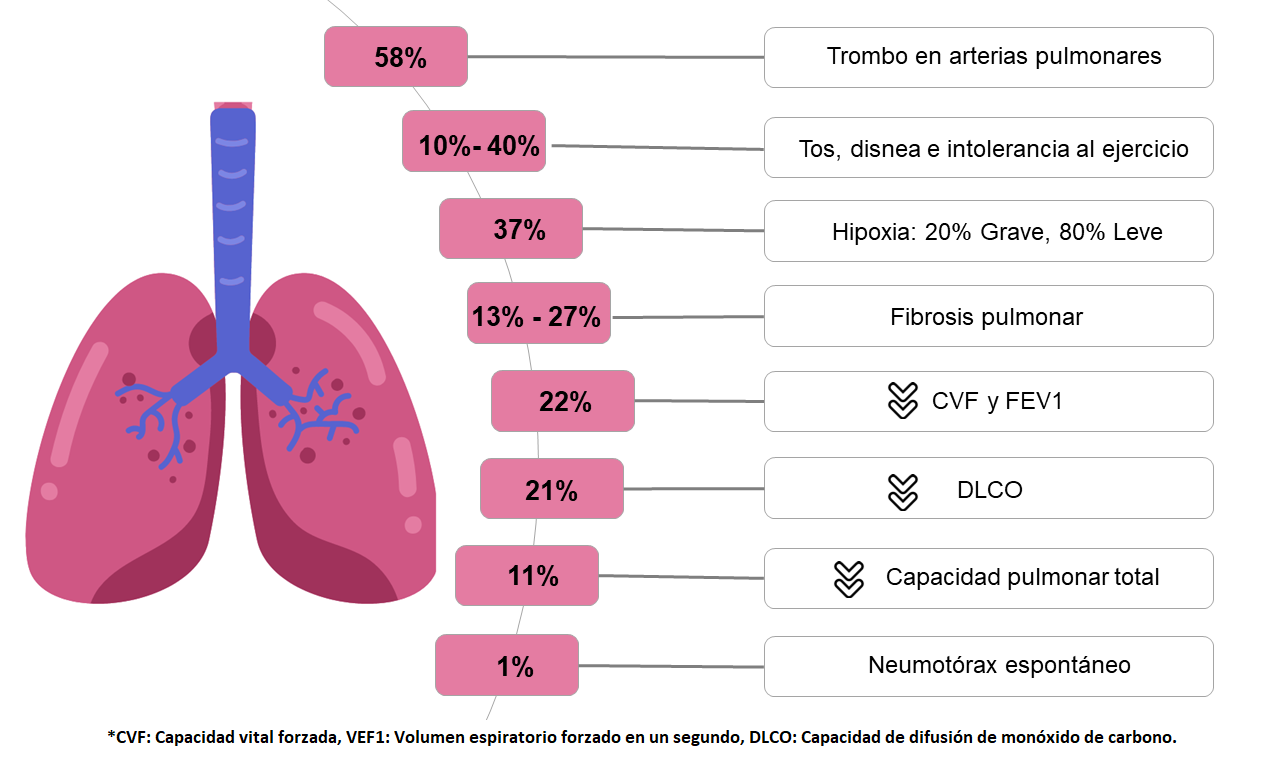 58% Trombo en arterias pulmonares
10%- 40% Tos, disnea e intolerancia al ejercicio
37% Hipoxia: 20% Grave, 80% Leve
13% - 27% Fibrosis pulmonar
22% CVF y FEV1
21% DLCO
11% Capacidad pulmonar total
1% Neumotórax espontáneo
*CVF: Capacidad vital forzada, VEF1: Volumen espiratorio forzado en un segundo, DLCO: Capacidad de difusión de monóxido de carbono.